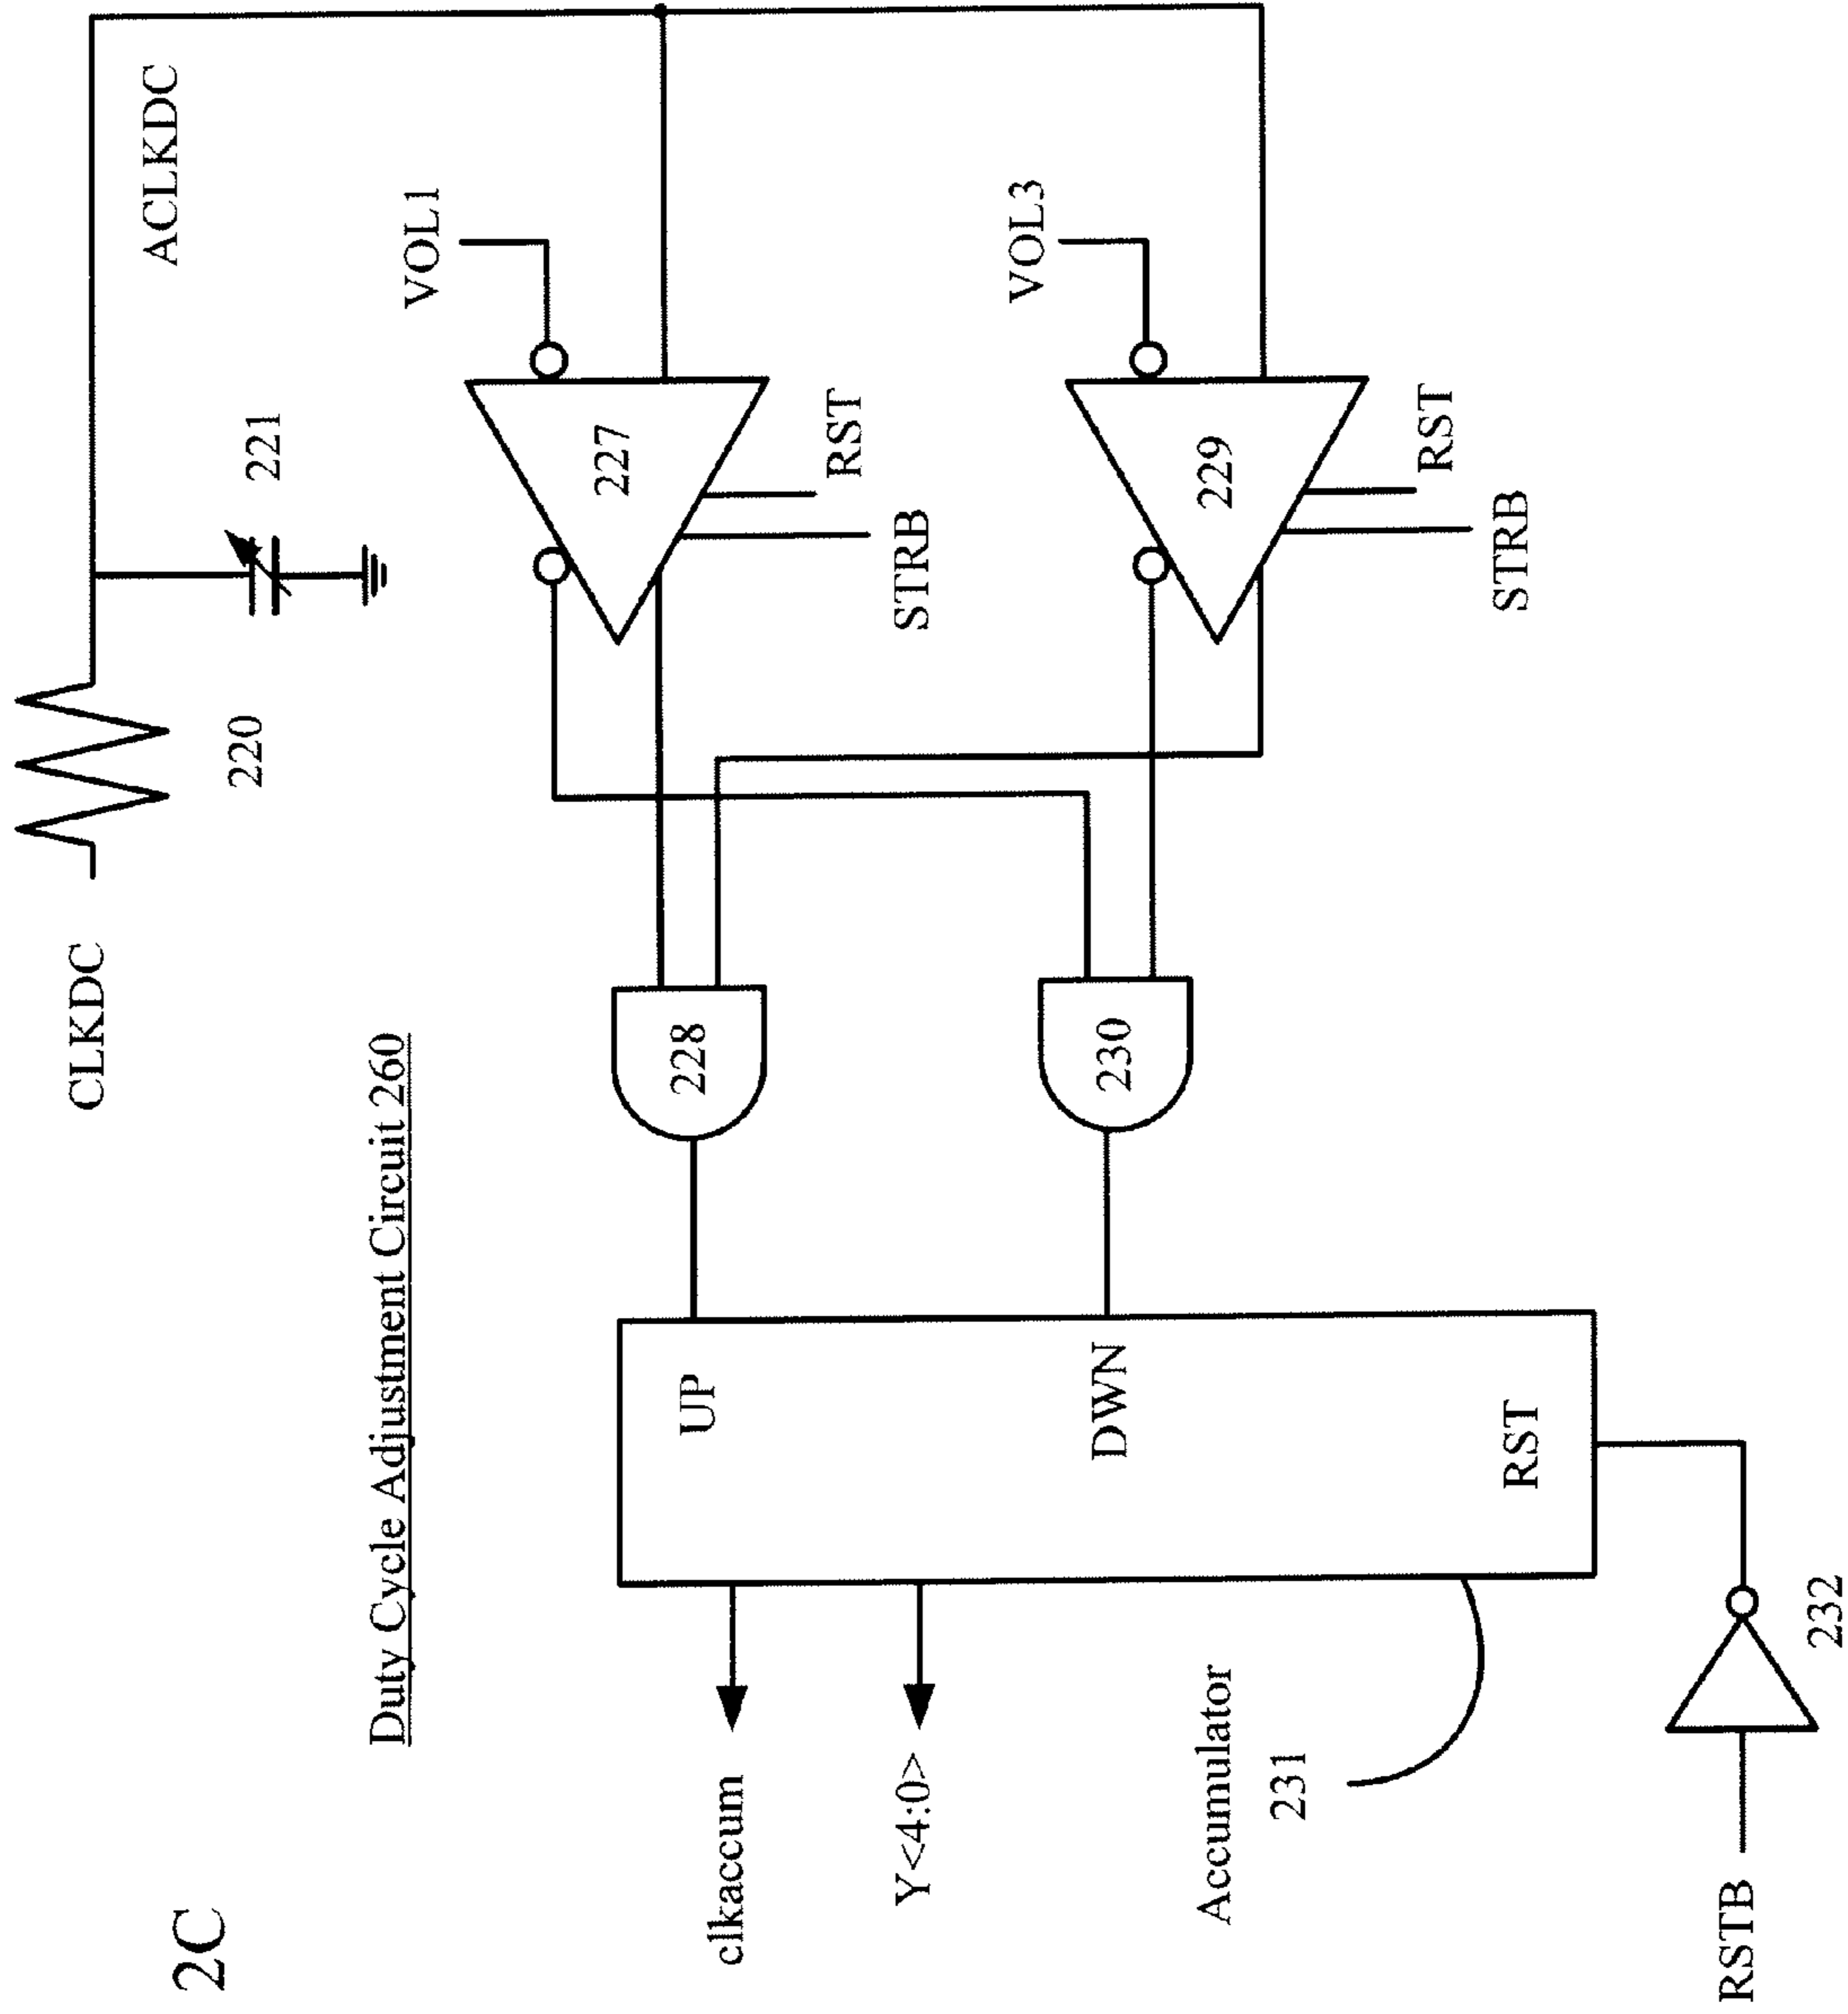 2C
Duty Cycle Adjustment Circuit 260
CLKDC
220
221
ACLKDC
clkaccum
UP
228
227
VOL1
STRB
RST
Y<4:0>
DWN
230
229
VOL3
STRB
RST
Accumulator
231
RST
RSTB
232